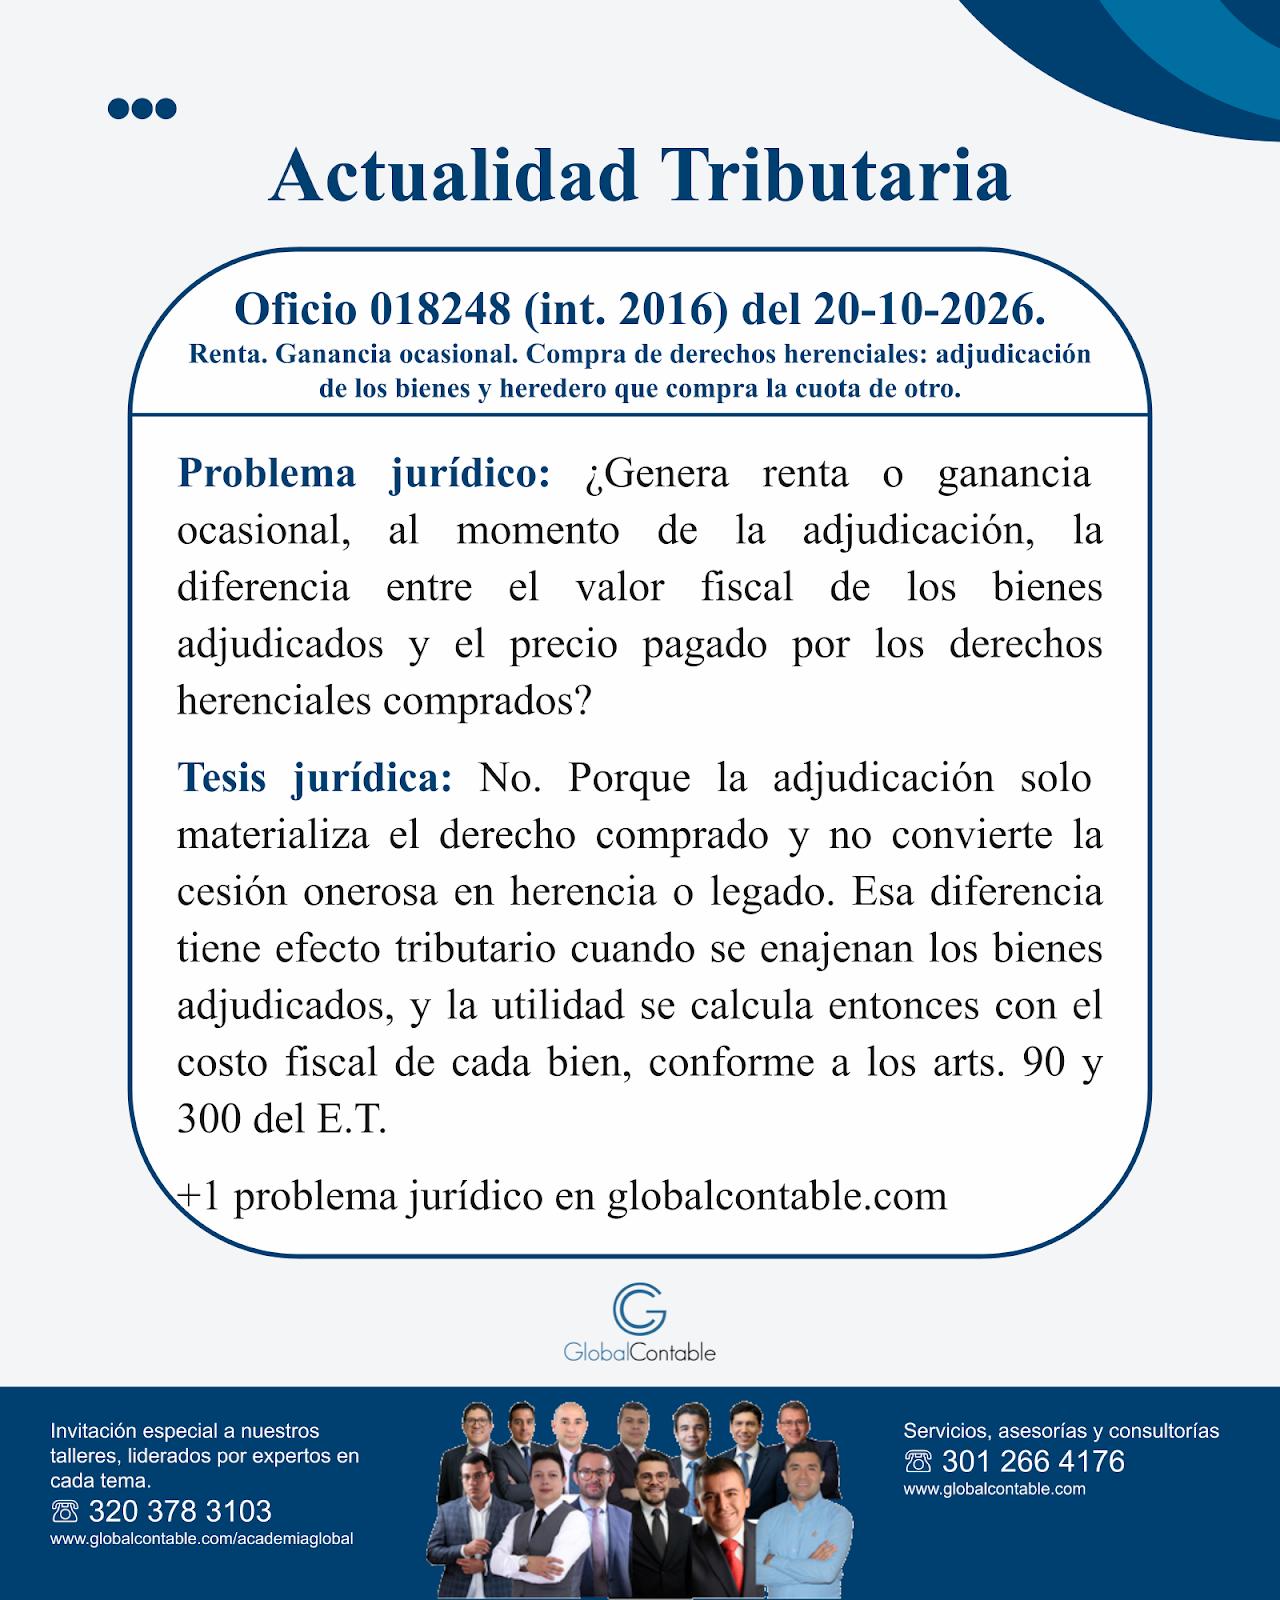 Actualidad Tributaria
Oficio 018248 (int. 2016) del 20-10-2026.
Renta. Ganancia ocasional. Compra de derechos herenciales: adjudicación
de los bienes y heredero que compra la cuota de otro.
Problema jurídico: ¿Genera renta o ganancia
ocasional, al momento de la adjudicación, la
diferencia entre el valor fiscal de los bienes
adjudicados y el precio pagado por los derechos
herenciales comprados?
Tesis jurídica: No. Porque la adjudicación solo
materializa el derecho comprado y no convierte la
cesión onerosa en herencia o legado. Esa diferencia
tiene efecto tributario cuando se enajenan los bienes
adjudicados, y la utilidad se calcula entonces con el
costo fiscal de cada bien, conforme a los arts. 90 y
300 del E.T.
+1 problema jurídico en globalcontable.com
GlobalContable
Invitación especial a nuestros
talleres, liderados por expertos en
cada tema.
☏ 320 378 3103
www.globalcontable.com/academiaglobal
Servicios, asesorías y consultorías
☏ 301 266 4176
www.globalcontable.com